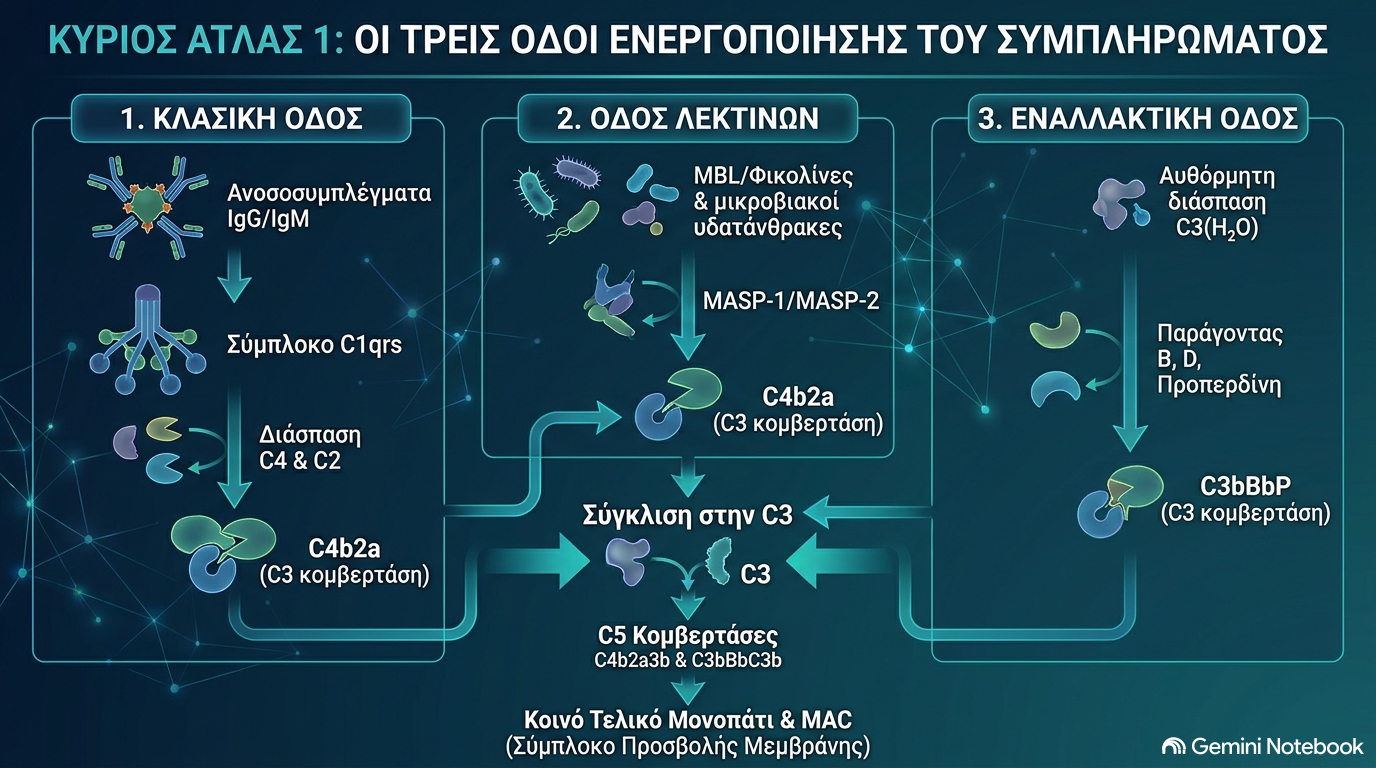 ΚΥΡΙΟΣ ΑΤΛΑΣ 1: ΟΙ ΤΡΕΙΣ ΟΔΟΙ ΕΝΕΡΓΟΠΟΙΗΣΗΣ ΤΟΥ ΣΥΜΠΛΗΡΩΜΑΤΟΣ
1. ΚΛΑΣΙΚΗ ΟΔΟΣ
Ανοσοσυμπλέγματα
IgG/IgM
Σύμπλοκο C1qrs
Διάσπαση
C4 & C2
C4b2a
(C3 κομβερτάση)
2. ΟΔΟΣ ΛΕΚΤΙΝΩΝ
MBL/Φικολίνες
& μικροβιακοί
υδατάνθρακες
MASP-1/MASP-2
C4b2a
(C3 κομβερτάση)
3. ΕΝΑΛΛΑΚΤΙΚΗ ΟΔΟΣ
Αυθόρμητη
διάσπαση
C3(H₂O)
Παράγοντας
B, D,
Προπερδίνη
C3bBbP
(C3 κομβερτάση)
Σύγκλιση στην C3
C3
C5 Κομβερτάσες
C4b2a3b & C3bBbC3b
Κοινό Τελικό Μονοπάτι & MAC
(Σύμπλοκο Προσβολής Μεμβράνης)
Gemini Notebook